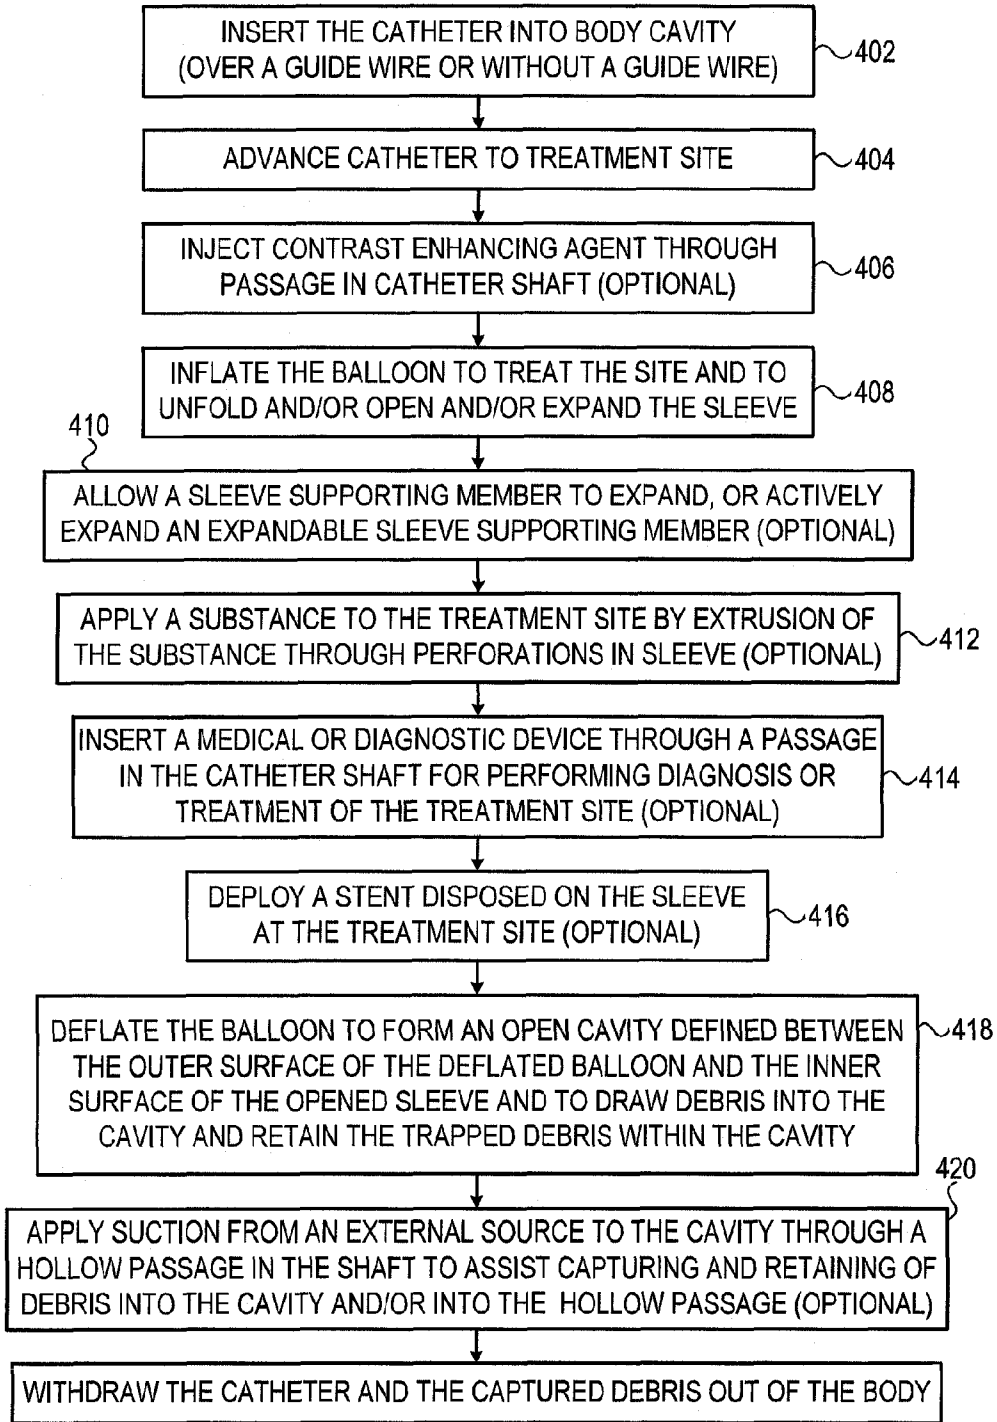 INSERT THE CATHETER INTO BODY CAVITY
(OVER A GUIDE WIRE OR WITHOUT A GUIDE WIRE)
402
ADVANCE CATHETER TO TREATMENT SITE
404
INJECT CONTRAST ENHANCING AGENT THROUGH
PASSAGE IN CATHETER SHAFT (OPTIONAL)
406
INFLATE THE BALLOON TO TREAT THE SITE AND TO
UNFOLD AND/OR OPEN AND/OR EXPAND THE SLEEVE
408
410
ALLOW A SLEEVE SUPPORTING MEMBER TO EXPAND, OR ACTIVELY
EXPAND AN EXPANDABLE SLEEVE SUPPORTING MEMBER (OPTIONAL)
APPLY A SUBSTANCE TO THE TREATMENT SITE BY EXTRUSION OF
THE SUBSTANCE THROUGH PERFORATIONS IN SLEEVE (OPTIONAL)
412
INSERT A MEDICAL OR DIAGNOSTIC DEVICE THROUGH A PASSAGE
IN THE CATHETER SHAFT FOR PERFORMING DIAGNOSIS OR
TREATMENT OF THE TREATMENT SITE (OPTIONAL)
414
DEPLOY A STENT DISPOSED ON THE SLEEVE
AT THE TREATMENT SITE (OPTIONAL)
416
DEFLATE THE BALLOON TO FORM AN OPEN CAVITY DEFINED BETWEEN
THE OUTER SURFACE OF THE DEFLATED BALLOON AND THE INNER
SURFACE OF THE OPENED SLEEVE AND TO DRAW DEBRIS INTO THE
CAVITY AND RETAIN THE TRAPPED DEBRIS WITHIN THE CAVITY
418
420
APPLY SUCTION FROM AN EXTERNAL SOURCE TO THE CAVITY THROUGH A
HOLLOW PASSAGE IN THE SHAFT TO ASSIST CAPTURING AND RETAINING OF
DEBRIS INTO THE CAVITY AND/OR INTO THE HOLLOW PASSAGE (OPTIONAL)
WITHDRAW THE CATHETER AND THE CAPTURED DEBRIS OUT OF THE BODY